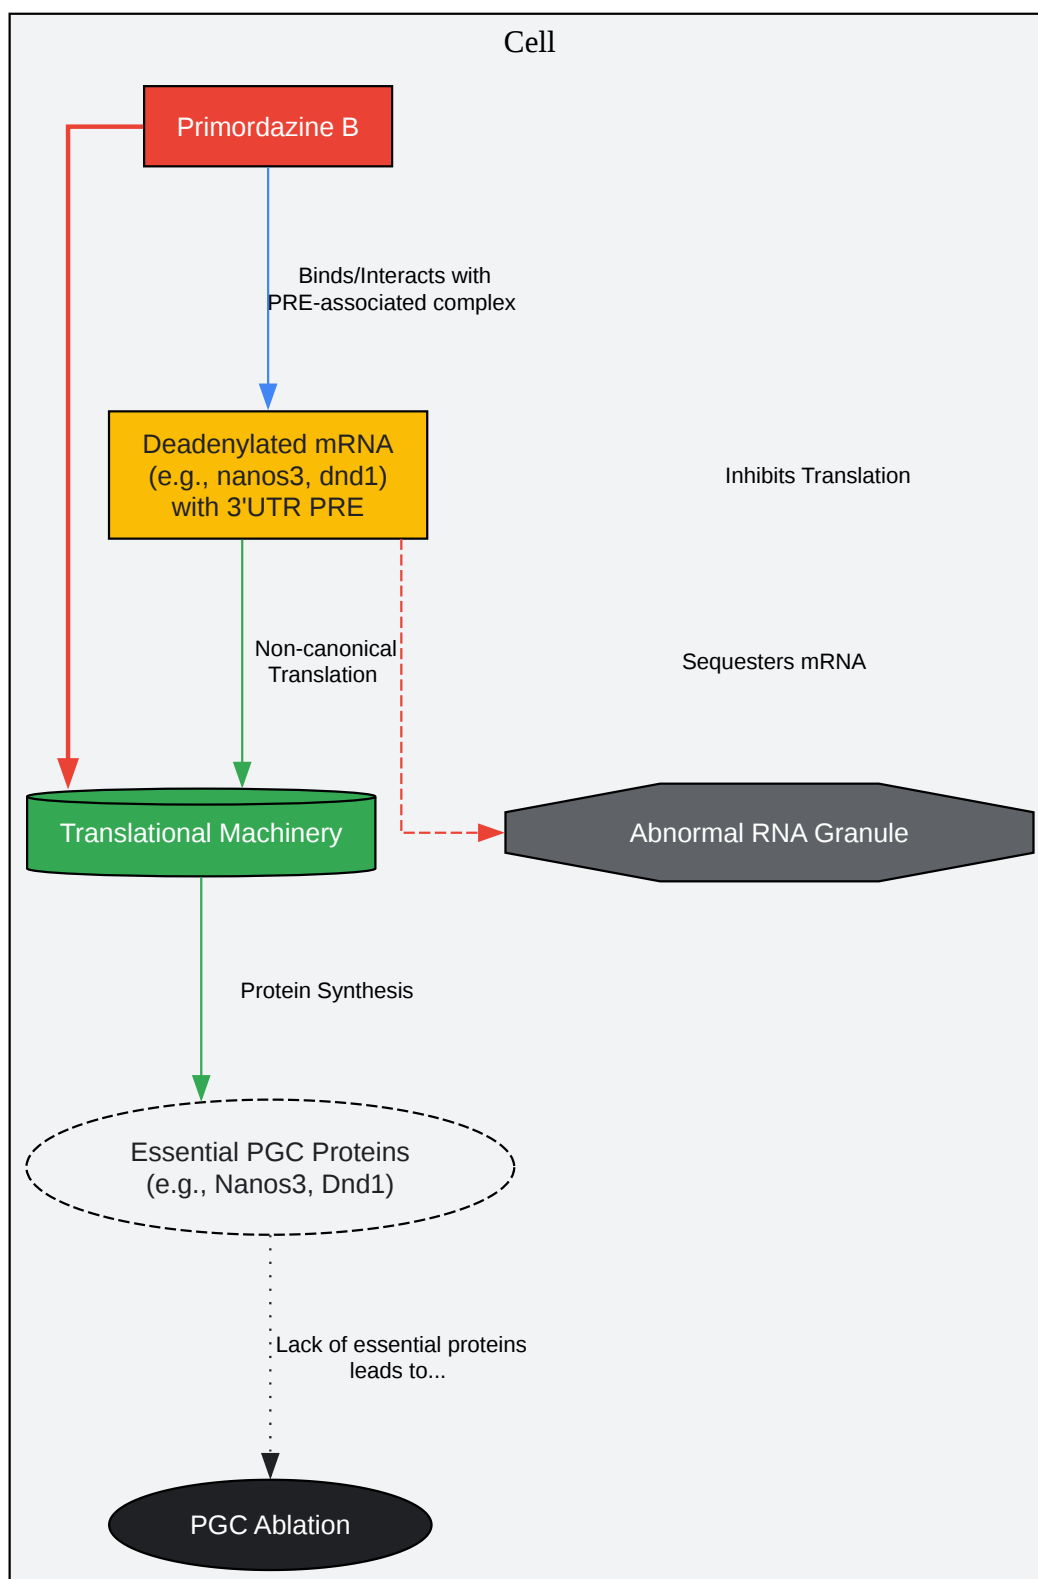 Cell
Primordazine B
Binds/Interacts with
PRE-associated complex
Deadenylated mRNA
(e.g., nanos3, dnd1)
with 3'UTR PRE
Inhibits Translation
Non-canonical
Translation
Sequesters mRNA
Translational Machinery
Abnormal RNA Granule
Protein Synthesis
Essential PGC Proteins
(e.g., Nanos3, Dnd1)
Lack of essential proteins
leads to...
PGC Ablation